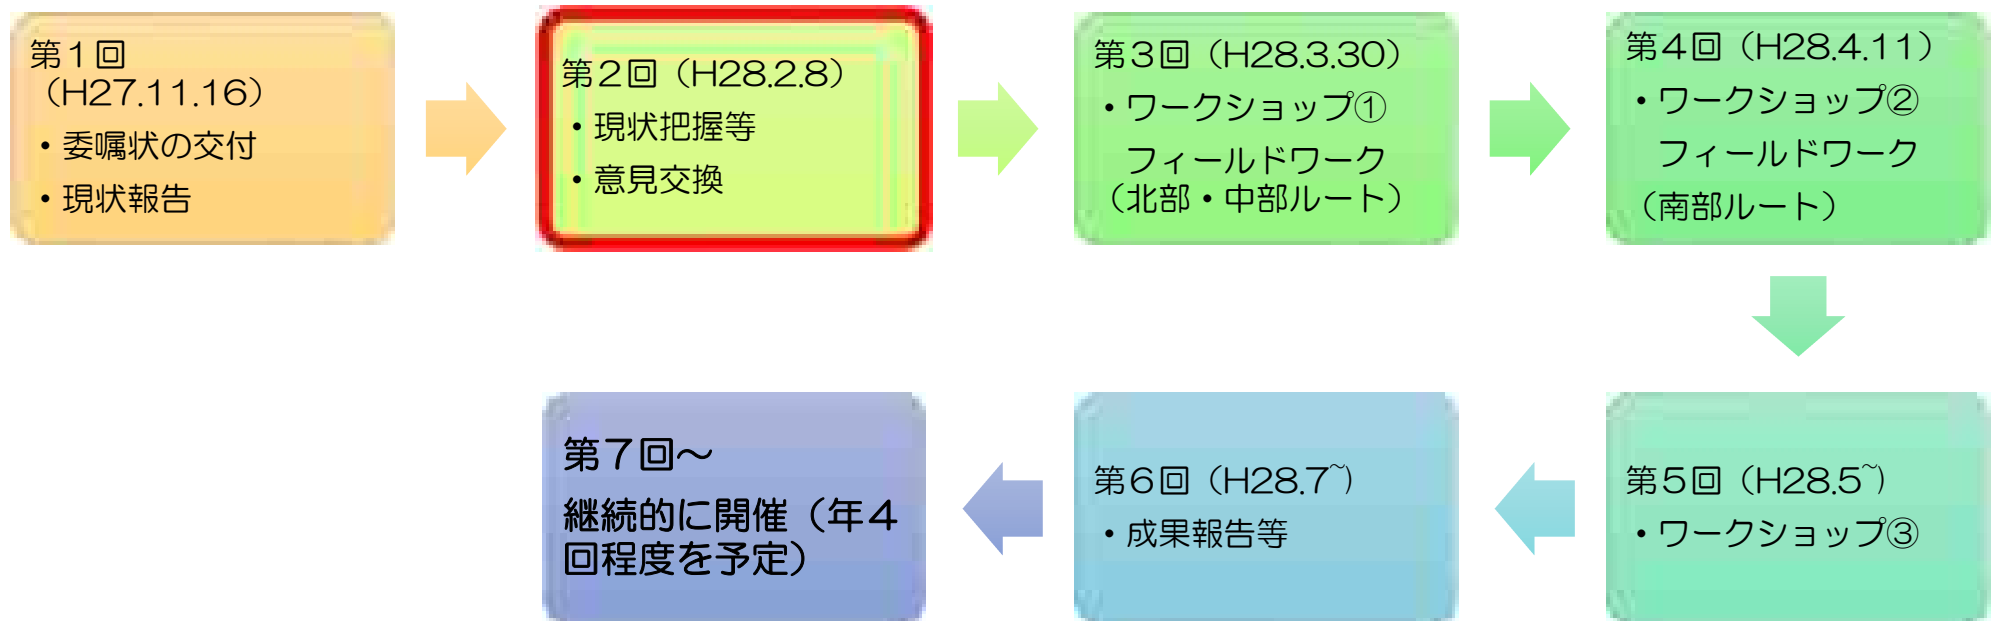 第１回
（H27.11.16）
・委嘱状の交付
・現状報告
第２回（H28.2.8）
・現状把握等
・意見交換
第３回（H28.3.30）
・ワークショップ①
フィールドワーク
（北部・中部ルート）
第４回（H28.4.11）
・ワークショップ②
フィールドワーク
（南部ルート）
第５回（H28.5~）
・ワークショップ③
第６回（H28.7~）
・成果報告等
第７回～
継続的に開催（年４
回程度を予定）